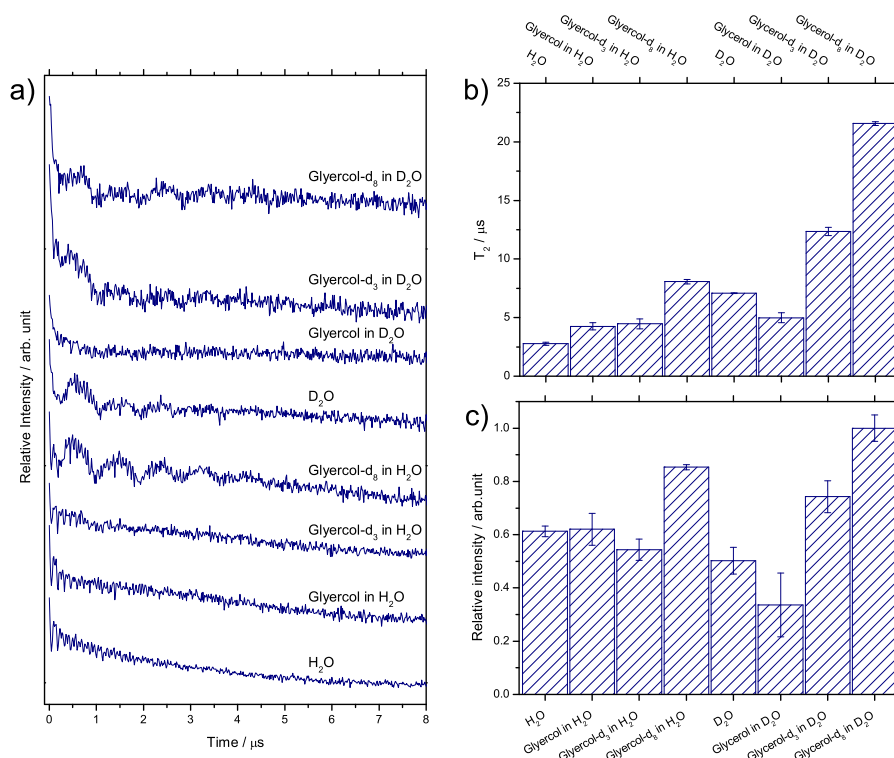 a)
Relative Intensity / arb. unit
Glyercol-d8 in D2O
Glyercol-d3 in D2O
Glyercol in D2O
D2O
Glyercol-d8 in H2O
Glyercol-d3 in H2O
Glyercol in H2O
H2O
0 1 2 3 4 5 6 7 8
Time / μs
b)
H2O
Glyercol in H2O
Glyercol-d3 in H2O
Glyercol-d8 in H2O
D2O
Glycerol in D2O
Glycerol-d3 in D2O
Glycerol-d8 in D2O
T2 / μs
25
20
15
10
5
0
c)
Relative intensity / arb.unit
1.0
0.8
0.6
0.4
0.2
0.0
H2O
Glyercol in H2O
Glyercol-d3 in H2O
Glyercol-d8 in H2O
D2O
Glycerol in D2O
Glycerol-d3 in D2O
Glycerol-d8 in D2O